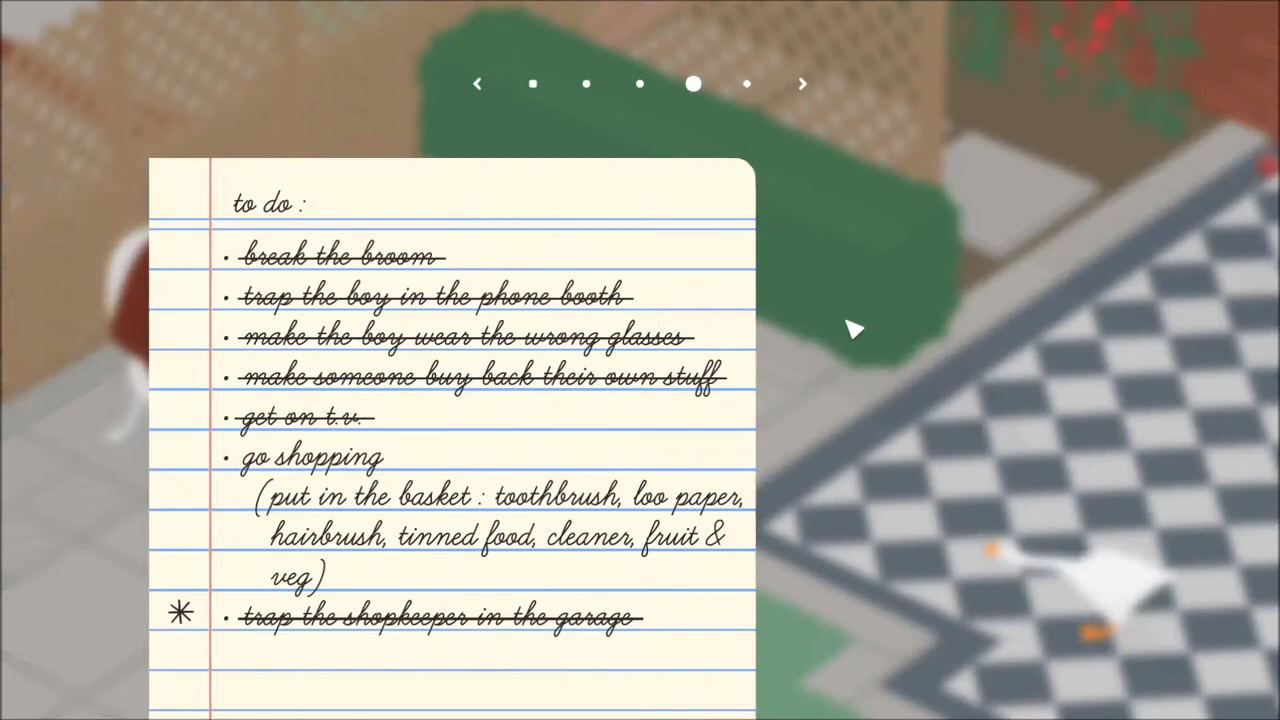 to do :
• break the broom
• trap the boy in the phone booth
• make the boy wear the wrong glasses
• make someone buy back their own stuff
• get on t.v.
• go shopping
(put in the basket : toothbrush, loo paper,
hairbrush, tinned food, cleaner, fruit &
veg)
• trap the shopkeeper in the garage